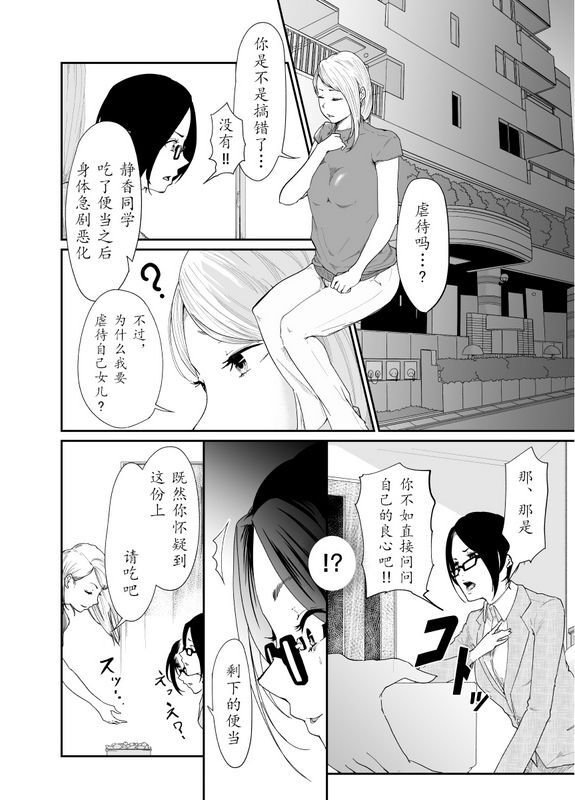 虐待吗…?
你是不是搞错了…
没有!!
静香同学
吃了便当之后
身体急剧恶化
?
不过,
为什么我要
虐待自己女儿?
那、那是
你不如直接问问
自己的良心吧!!
コトッ
!?
剩下的便当
既然你怀疑到
这份上
请吃吧
スッ…
えっえ?